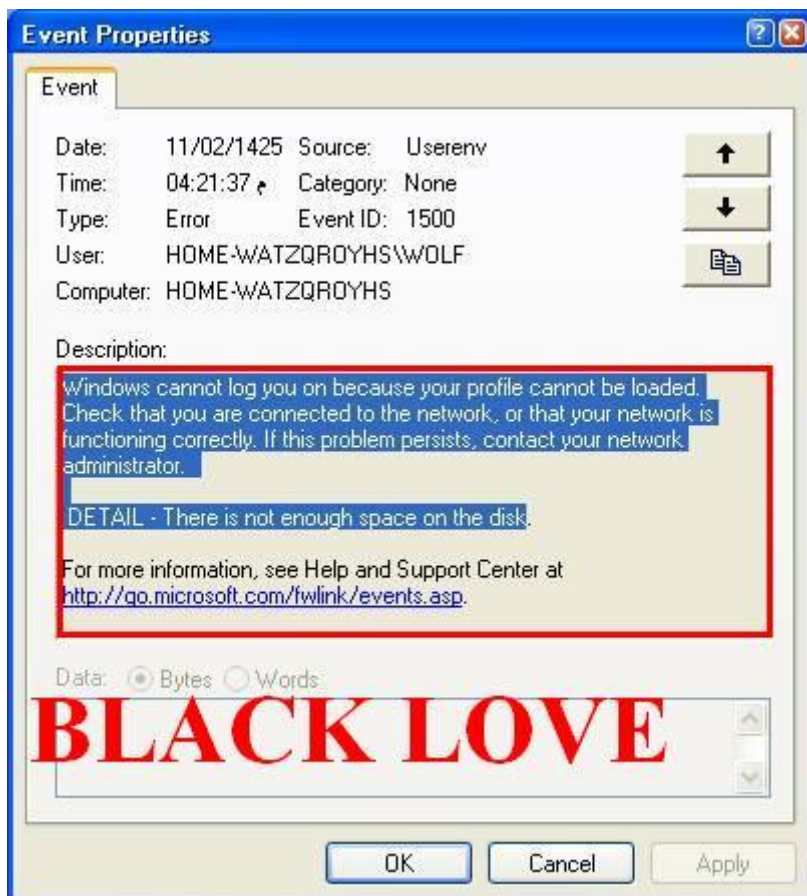 Event Properties
Event
Date: 11/02/1425 Source: Userenv
Time: 04:21:37 م Category: None
Type: Error Event ID: 1500
User: HOME-WATZQROYHS\WOLF
Computer: HOME-WATZQROYHS
Description:
Windows cannot log you on because your profile cannot be loaded.
Check that you are connected to the network, or that your network is
functioning correctly. If this problem persists, contact your network
administrator.
DETAIL - There is not enough space on the disk.
For more information, see Help and Support Center at
http://go.microsoft.com/fwlink/events.asp.
Data: Bytes Words
BLACK LOVE
OK Cancel Apply